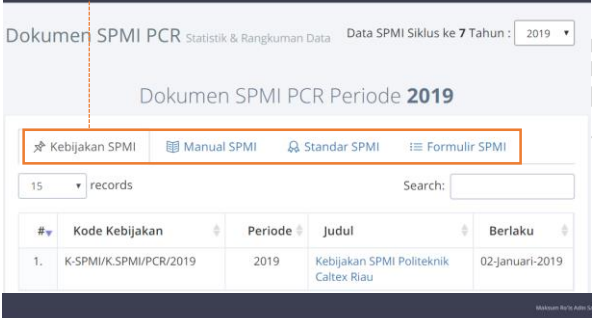 Dokumen SPMI PCR Statistik & Rangkuman Data Data SPMI Siklus ke 7 Tahun : 2019
Dokumen SPMI PCR Periode 2019
Kebijakan SPMI Manual SPMI Standar SPMI Formulir SPMI
15 records Search:
# Kode Kebijakan Periode Judul Berlaku
1. K-SPMI/K.SPMI/PCR/2019 2019 Kebijakan SPMI Politeknik 02-Januari-2019
Caltex Riau